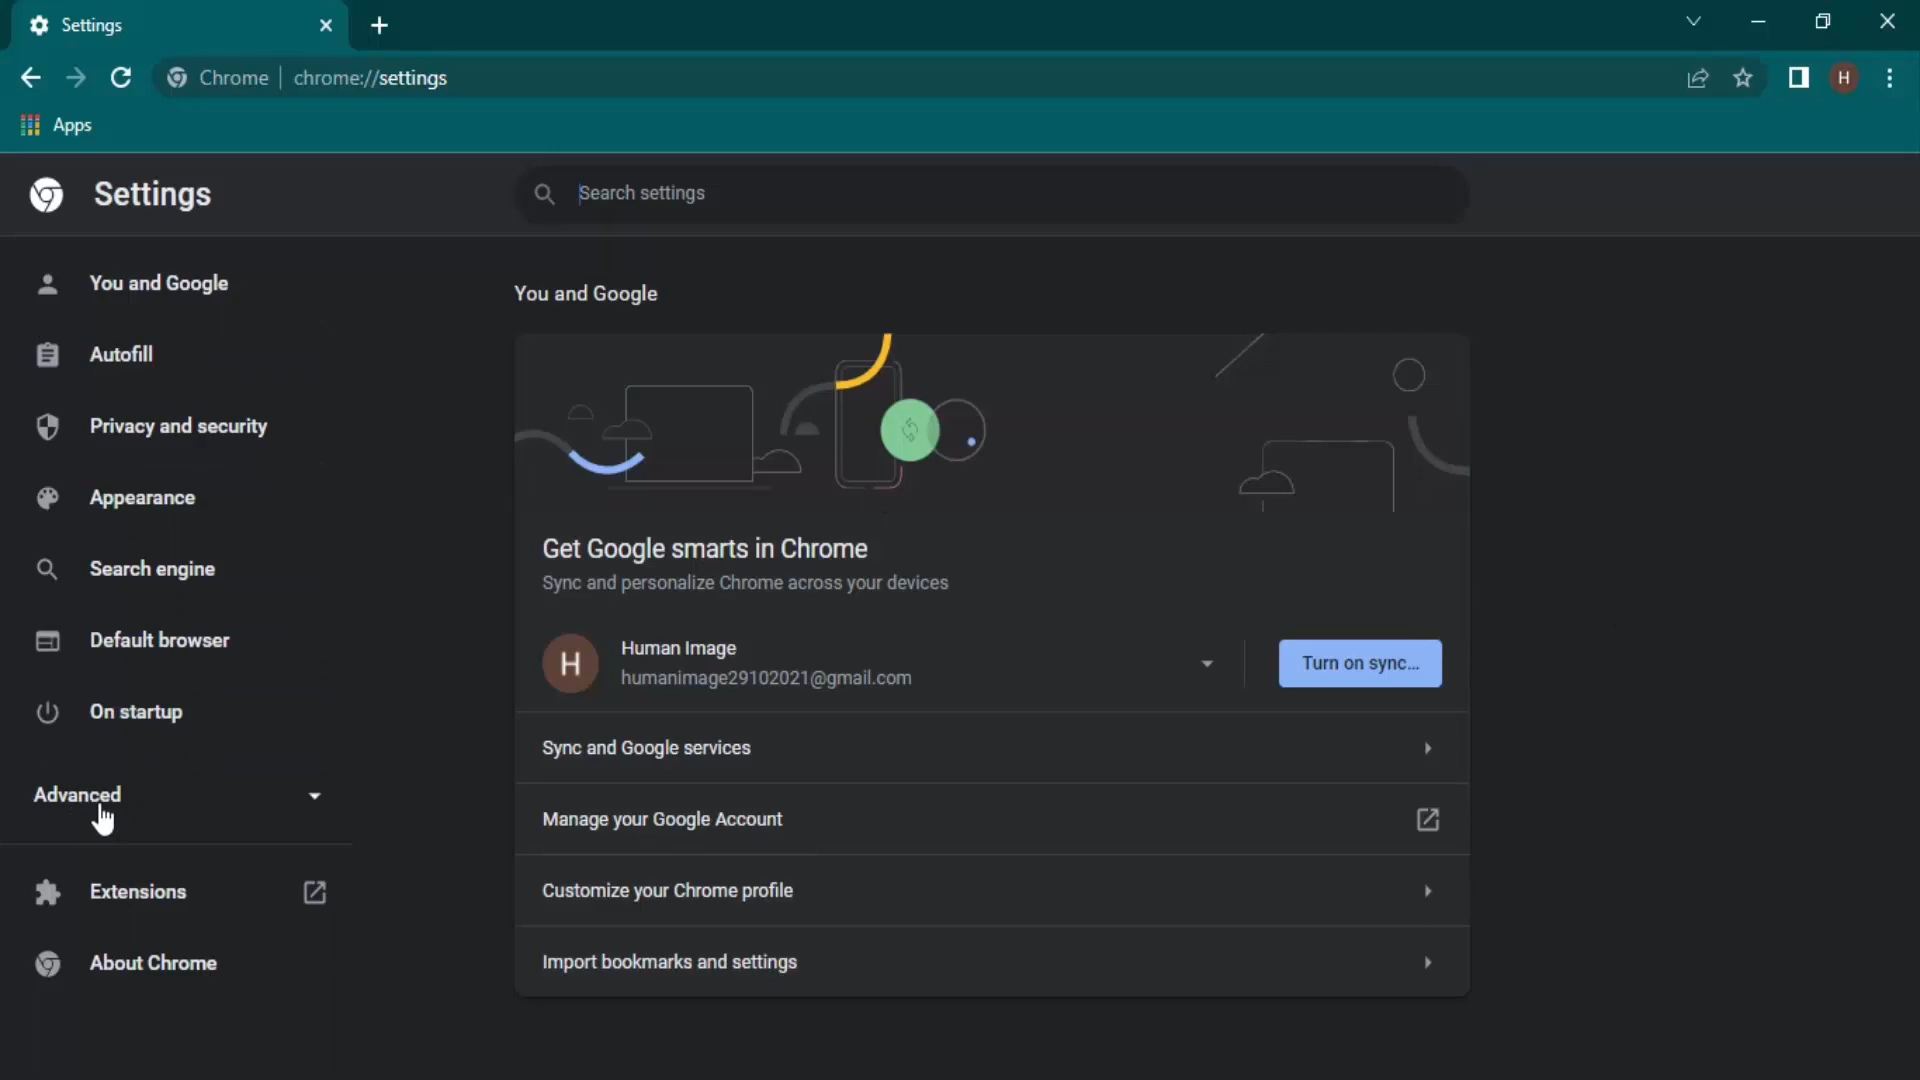 Settings
Chrome | chrome://settings
H
Apps
Settings
Search settings
You and Google
Autofill
Privacy and security
Appearance
Search engine
Default browser
On startup
Advanced
Extensions
About Chrome
You and Google
Get Google smarts in Chrome
Sync and personalize Chrome across your devices
H
Human Image
humanimage29102021@gmail.com
Turn on sync...
Sync and Google services
Manage your Google Account
Customize your Chrome profile
Import bookmarks and settings